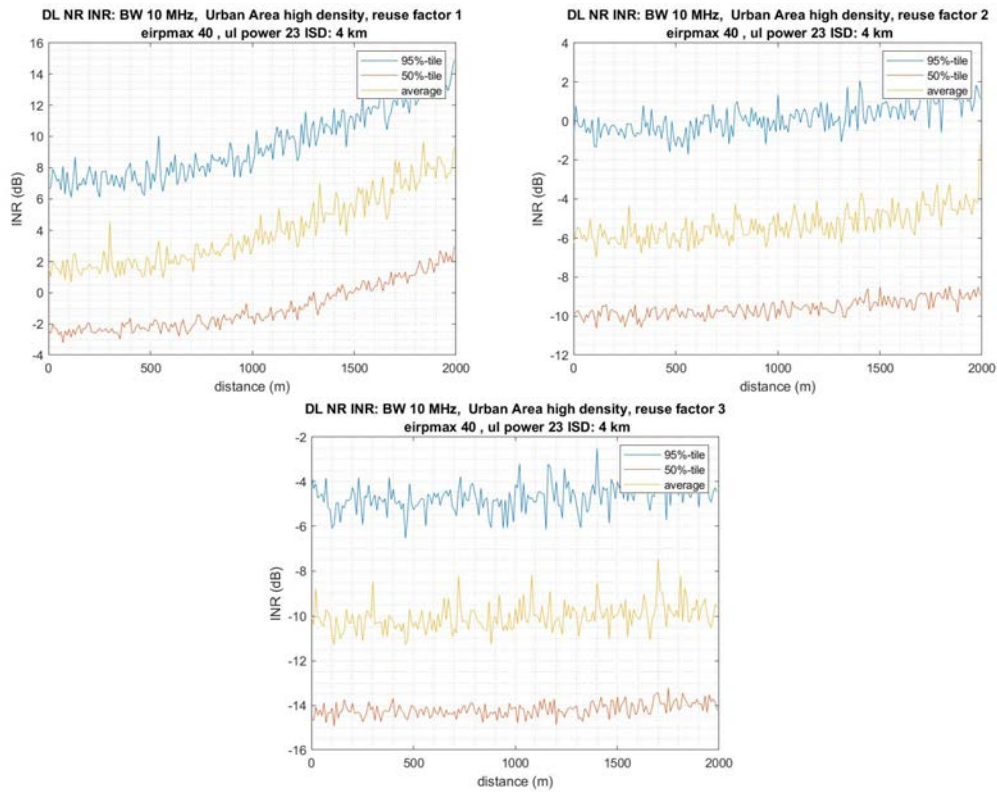 DL NR INR: BW 10 MHz, Urban Area high density, reuse factor 1
eirpmax 40 , ul power 23 ISD: 4 km
16
14
12
10
8
6
4
2
0
-2
-4
INR (dB)
95%-tile
50%-tile
average
0
500
1000
1500
2000
distance (m)
DL NR INR: BW 10 MHz, Urban Area high density, reuse factor 2
eirpmax 40 , ul power 23 ISD: 4 km
4
2
0
-2
-4
-6
-8
-10
-12
INR (dB)
95%-tile
50%-tile
average
0
500
1000
1500
2000
distance (m)
DL NR INR: BW 10 MHz, Urban Area high density, reuse factor 3
eirpmax 40 , ul power 23 ISD: 4 km
-2
-4
-6
-8
-10
-12
-14
-16
INR (dB)
95%-tile
50%-tile
average
0
500
1000
1500
2000
distance (m)